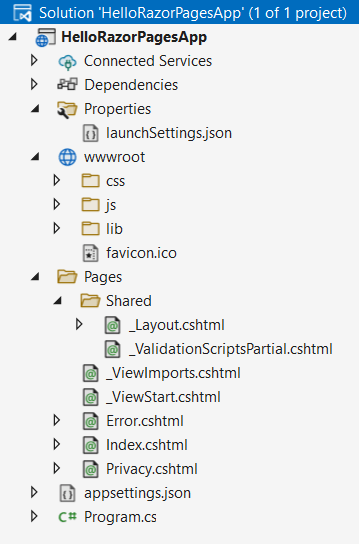 Solution 'HelloRazorPagesApp' (1 of 1 project)
HelloRazorPagesApp
Connected Services
Dependencies
Properties
launchSettings.json
wwwroot
css
js
lib
favicon.ico
Pages
Shared
_Layout.cshtml
_ValidationScriptsPartial.cshtml
_ViewImports.cshtml
_ViewStart.cshtml
Error.cshtml
Index.cshtml
Privacy.cshtml
appsettings.json
C# Program.cs